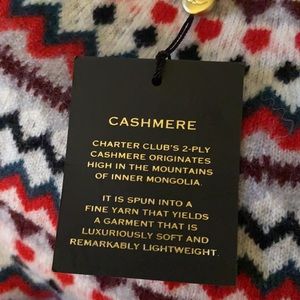 CASHMERE
CHARTER CLUB'S 2-PLY
CASHMERE ORIGINATES
HIGH IN THE MOUNTAINS
OF INNER MONGOLIA.
IT IS SPUN INTO A
FINE YARN THAT YIELDS
A GARMENT THAT IS
LUXURIOUSLY SOFT AND
REMARKABLY LIGHTWEIGHT.